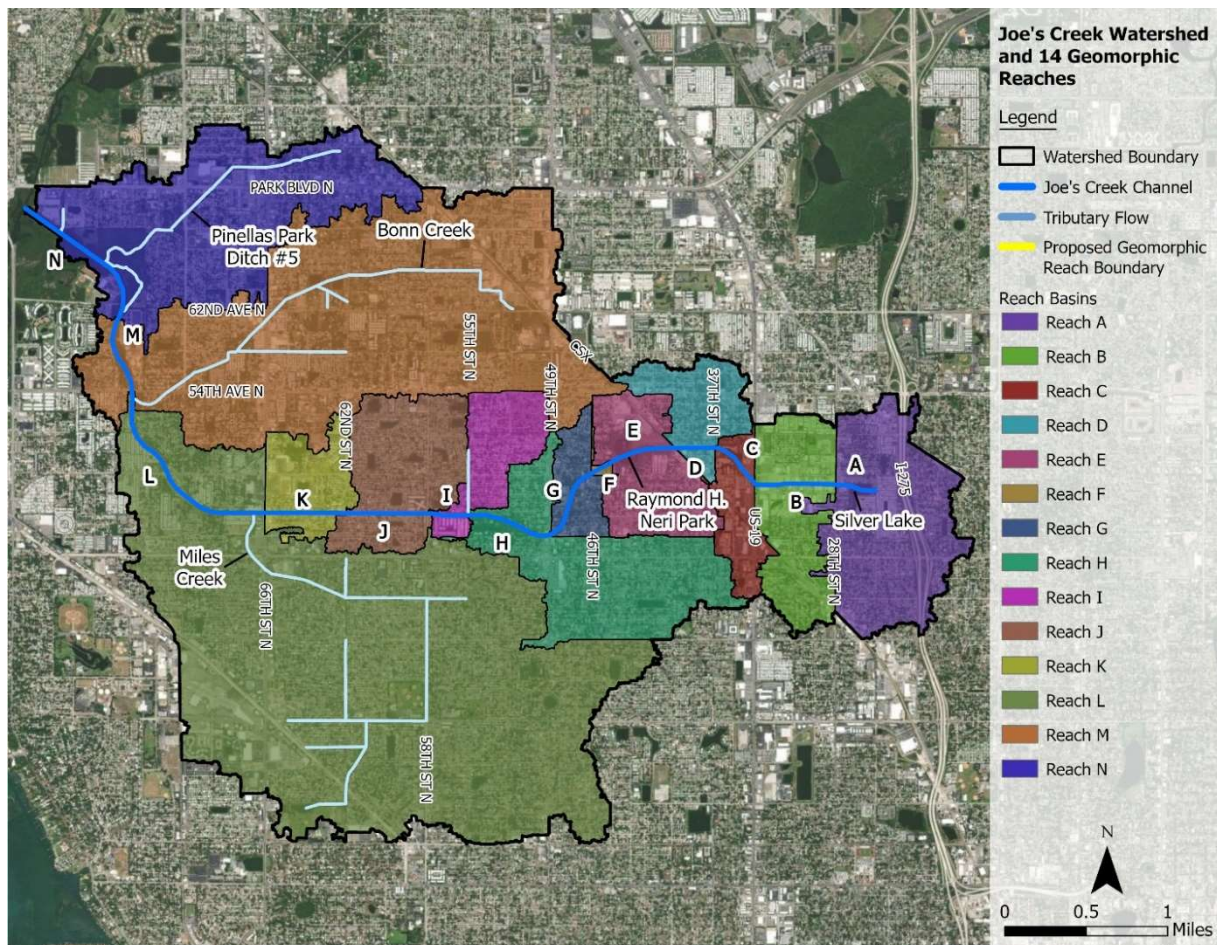 Joe's Creek Watershed
and 14 Geomorphic
Reaches
Legend
Watershed Boundary
Joe's Creek Channel
Tributary Flow
Proposed Geomorphic
Reach Boundary
Reach Basins
Reach A
Reach B
Reach C
Reach D
Reach E
Reach F
Reach G
Reach H
Reach I
Reach J
Reach K
Reach L
Reach M
Reach N
N
0 0.5 1
Miles
PARK BLVD N
Pinellas Park
Ditch #5
Bonn Creek
N
62ND AVE N
M
55TH ST N
CSX
54TH AVE N
49TH ST N
37TH ST N
62ND ST N
E
C
A
I-275
L
D
K
I
G
F
B
Raymond H.
Neri Park
Silver Lake
US-19
J
H
Miles
Creek
46TH ST N
28TH ST N
66TH ST N
58TH ST N